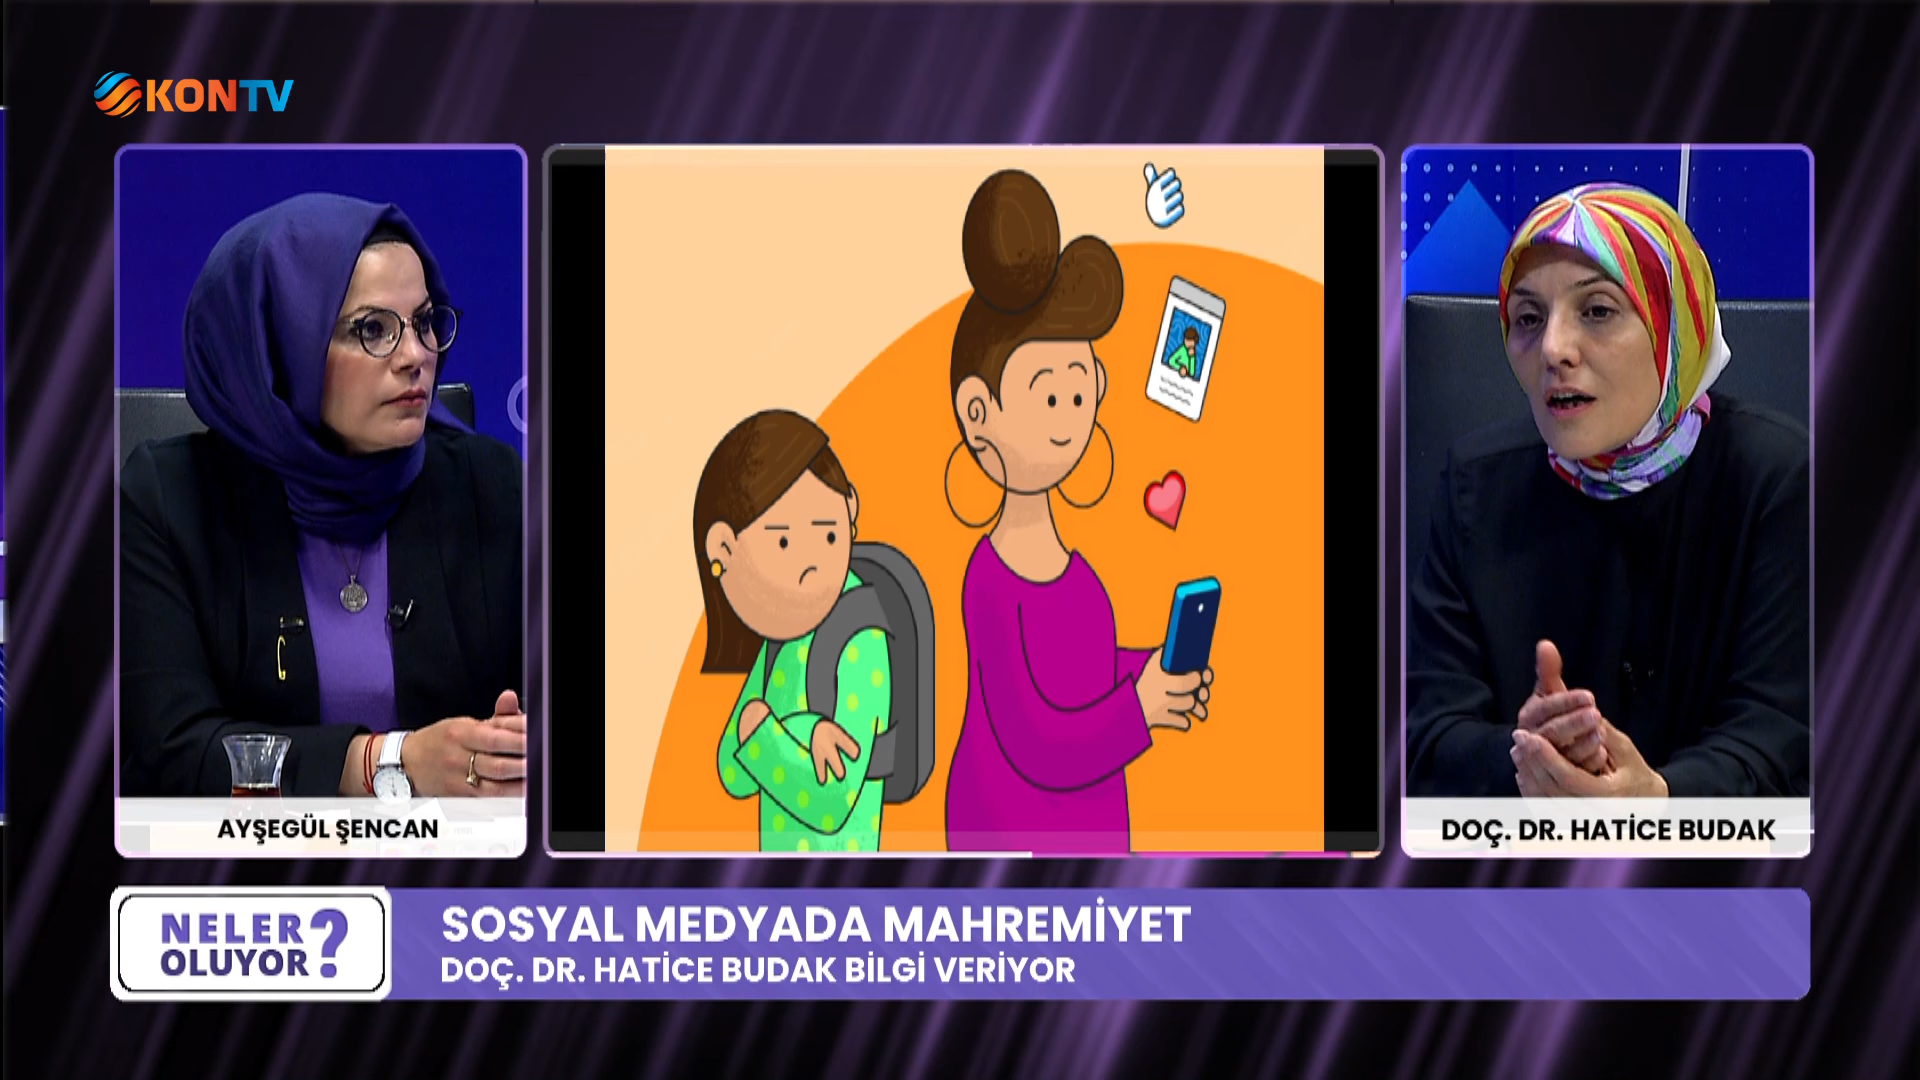 KONTV
AYŞEGÜL ŞENCAN
DOÇ. DR. HATİCE BUDAK
NELER
OLUYOR?
SOSYAL MEDYADA MAHREMİYET
DOÇ. DR. HATİCE BUDAK BİLGİ VERİYOR